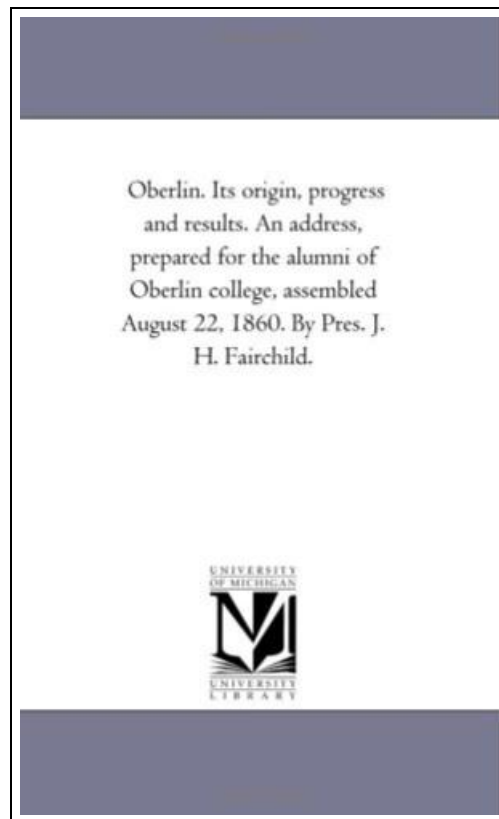 Oberlin. Its origin, progress
and results. An address,
prepared for the alumni of
Oberlin college, assembled
August 22, 1860. By Pres. J.
H. Fairchild.
UNIVERSITY
OF MICHIGAN
UNIVERSITY
LIBRARY